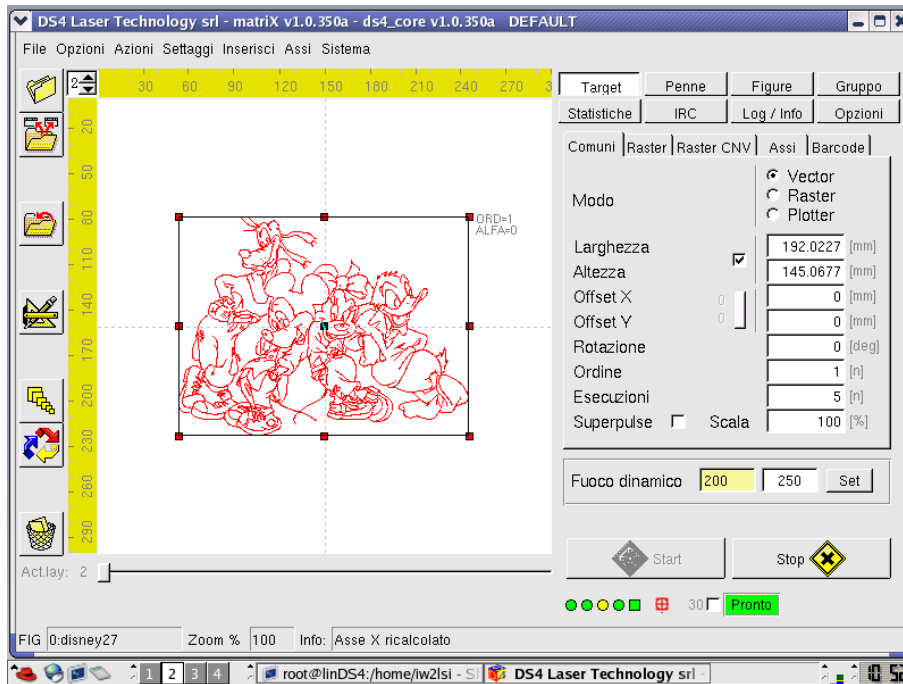 DS4 Laser Technology srl - matriX v1.0.350a - ds4_core v1.0.350a DEFAULT
File Opzioni Azioni Settaggi Inserisci Assi Sistema
2 30 60 90 120 150 180 210 240 270 3
20
50
80
110
140
170
200
230
260
290
ORD=1
ALFA=0
Target Penne Figure Gruppo
Statistiche IRC Log / Info Opzioni
Comuni Raster Raster CNV Assi Barcode
Modo
Vector
Raster
Plotter
Larghezza 192.0227 [mm]
Altezza 145.0677 [mm]
Offset X 0 0 [mm]
Offset Y 0 0 [mm]
Rotazione 0 [deg]
Ordine 1 [n]
Esecuzioni 5 [n]
Superpulse Scala 100 [%]
Fuoco dinamico 200 250 Set
Start Stop
Act.lay: 2
30 Pronto
FIG 0:disney27 Zoom % 100 Info: Asse X ricalcolato
1 2 3 4 root@linDS4:/home/iw2lsi - S DS4 Laser Technology srl -